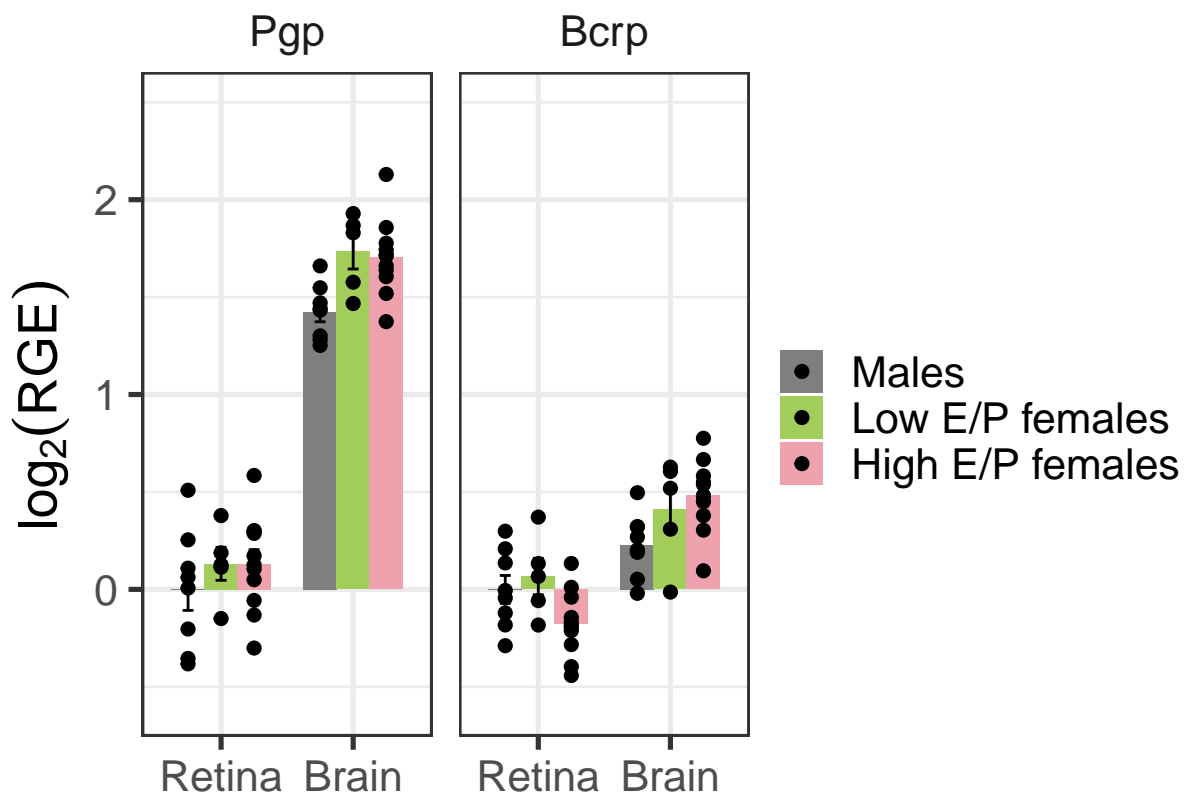 Pgp Bcrp
2
1
0
log₂(RGE)
Retina Brain Retina Brain
Males
Low E/P females
High E/P females